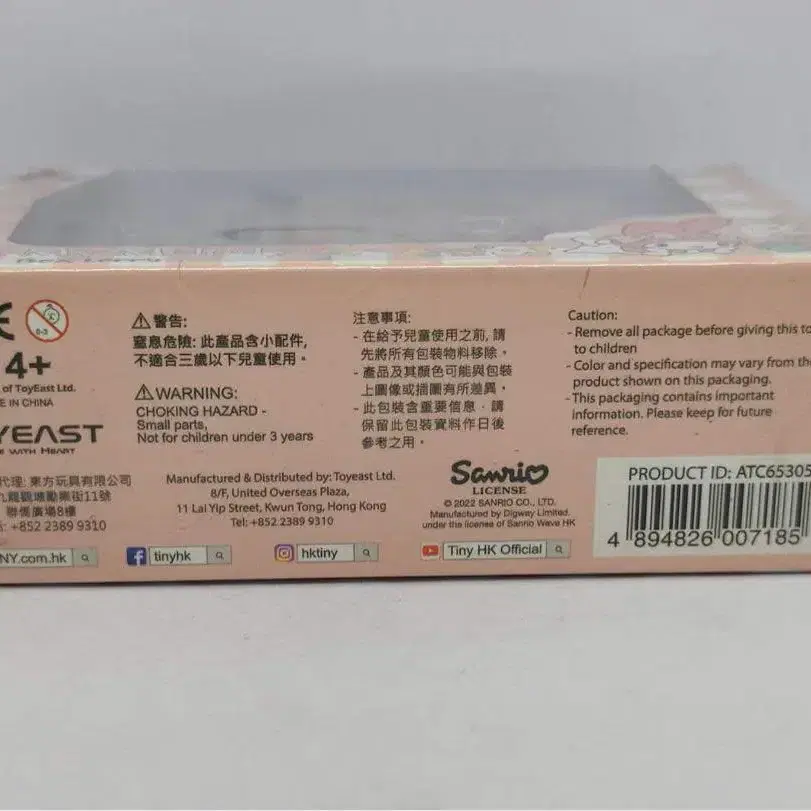 0-3
4+
of ToyEast Ltd.
IN CHINA
YEAST
WITH HEART
代理: 東方玩具有限公司
九龍觀塘勵業街11號
聯僑廣場8樓
+852 2389 9310
NY.com.hk
警告:
窒息危險: 此產品含小配件,
不適合三歲以下兒童使用。
WARNING:
CHOKING HAZARD -
Small parts,
Not for children under 3 years
注意事項:
- 在給予兒童使用之前, 請
先將所有包裝物料移除。
- 產品及其顏色可能與包裝
上圖像或插圖有所差異。
- 此包裝含重要信息，請
保留此包裝資料作日後
參考之用。
Caution:
- Remove all package before giving this to
to children
- Color and specification may vary from the
product shown on this packaging.
- This packaging contains important
information. Please keep for future
reference.
Manufactured & Distributed by: Toyeast Ltd.
8/F, United Overseas Plaza,
11 Lai Yip Street, Kwun Tong, Hong Kong
Tel: +852 2389 9310
Sanrio
LICENSE
© 2022 SANRIO CO., LTD.
Manufactured by Digway Limited.
under the license of Sanrio Wave HK
PRODUCT ID: ATC65305
4 894826 007185
tinyhk
hktiny
Tiny HK Official